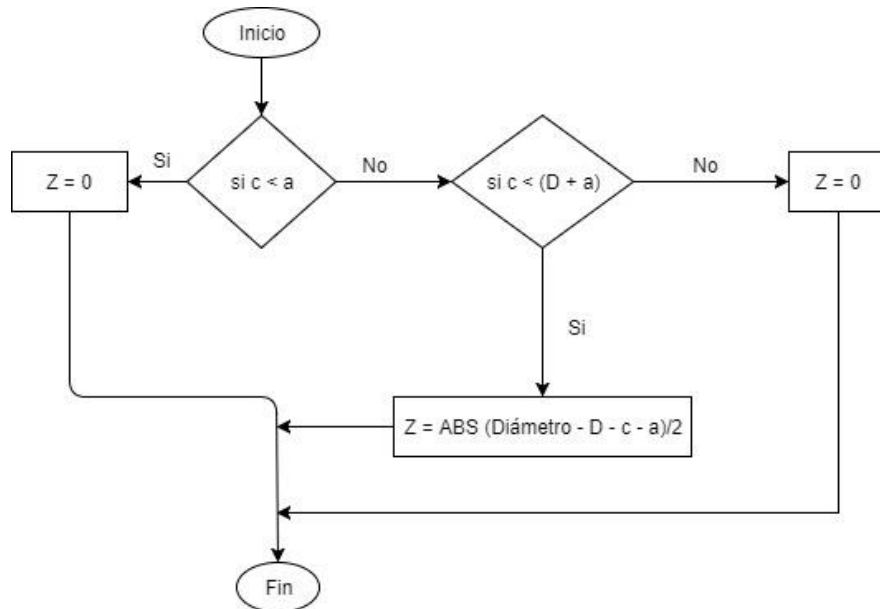 Inicio
Si
Z = 0
si c < a
No
si c < (D + a)
No
Z = 0
Si
Z = ABS (Diámetro - D - c - a)/2
Fin